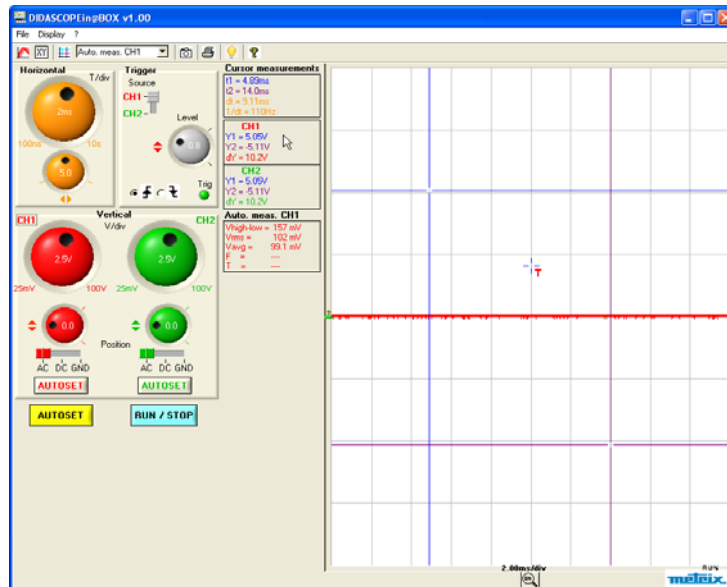 DIDASCOPEin@BOX v1.00
File Display ?
XY Auto. meas. CH1
Horizontal
T/div
2ms
100ns 10s
5.0
Trigger
Source
CH1
CH2
Level
Trig
Cursor measurements
t1 = 4.89ms
t2 = 14.0ms
dt = 9.11ms
1/dt = 110Hz
CH1
Y1 = 5.05V
Y2 = -5.11V
dY = 10.2V
CH2
Y1 = 5.05V
Y2 = -5.11V
dY = 10.2V
CH1 Vertical CH2
V/div
2.5V 2.5V
25mV 100V 25mV 100V
0.0 0.0
Position
AC DC GND AC DC GND
AUTOSET AUTOSET
AUTOSET RUN / STOP
Auto. meas. CH1
Vhigh-low = 157 mV
Vrms = 102 mV
Vavg = 99.1 mV
F = ---
T = ---
T
2.00ms/div RUN
metrix